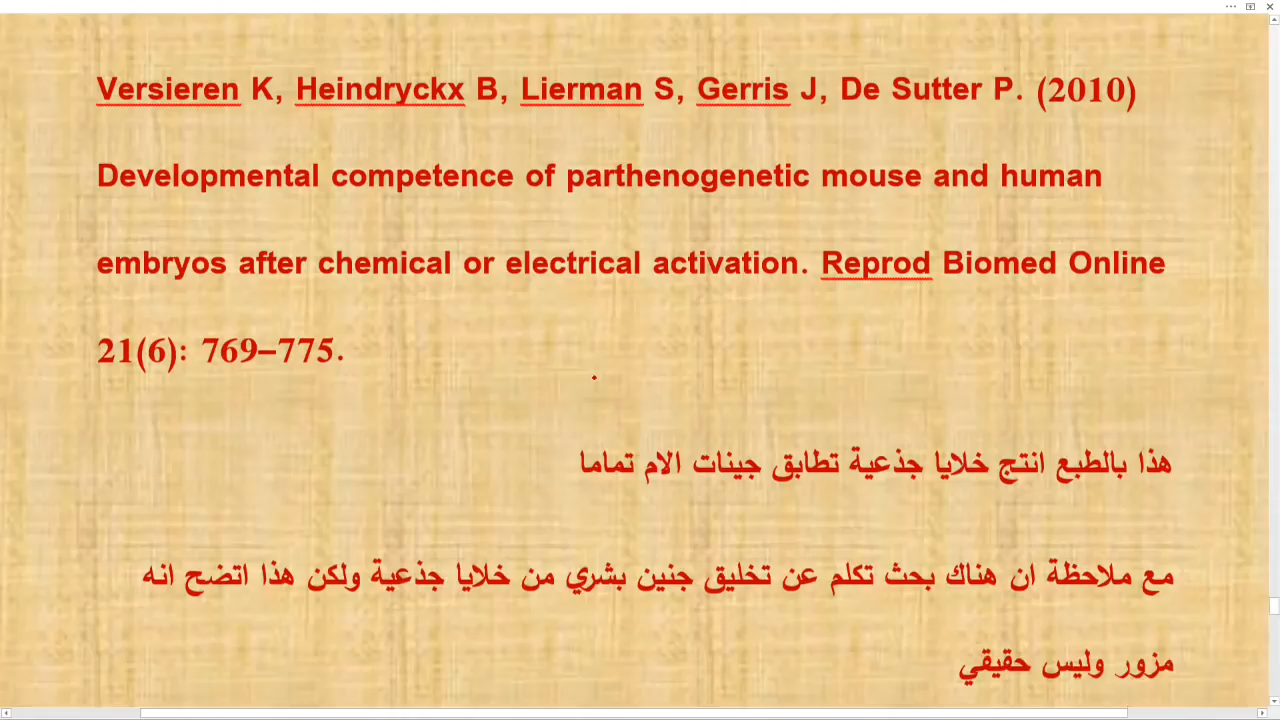 Versieren K, Heindryckx B, Lierman S, Gerris J, De Sutter P. (2010)
Developmental competence of parthenogenetic mouse and human
embryos after chemical or electrical activation. Reprod Biomed Online
21(6): 769–775.
هذا بالطبع انتج خلايا جذعية تطابق جينات الام تماما
مع ملاحظة ان هناك بحث تكلم عن تخليق جنين بشري من خلايا جذعية ولكن هذا اتضح انه
مزور وليس حقيقي